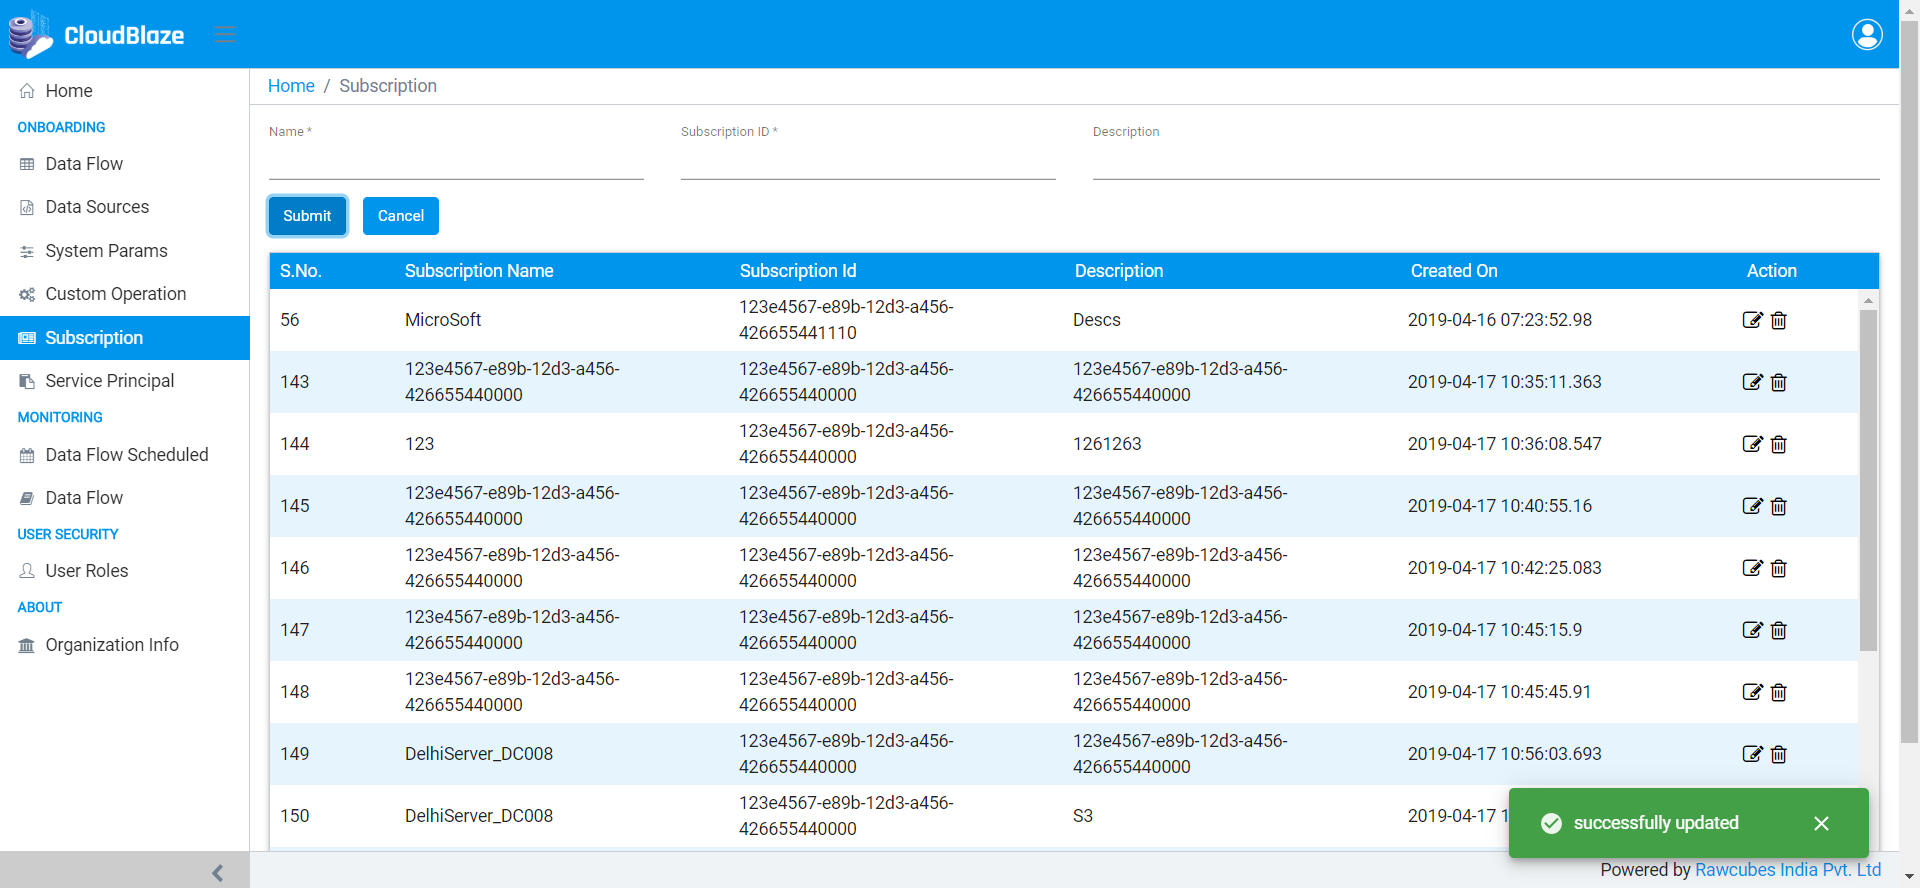 CloudBlaze
Home
ONBOARDING
Data Flow
Data Sources
System Params
Custom Operation
Subscription
Service Principal
MONITORING
Data Flow Scheduled
Data Flow
USER SECURITY
User Roles
ABOUT
Organization Info
Home / Subscription
Name * Subscription ID * Description
Submit Cancel
S.No. Subscription Name Subscription Id Description Created On Action
56 MicroSoft 123e4567-e89b-12d3-a456-
426655441110 Descs 2019-04-16 07:23:52.98
143 123e4567-e89b-12d3-a456- 123e4567-e89b-12d3-a456- 123e4567-e89b-12d3-a456- 2019-04-17 10:35:11.363
426655440000 426655440000 426655440000
144 123 123e4567-e89b-12d3-a456-
426655440000 1261263 2019-04-17 10:36:08.547
145 123e4567-e89b-12d3-a456- 123e4567-e89b-12d3-a456- 123e4567-e89b-12d3-a456- 2019-04-17 10:40:55.16
426655440000 426655440000 426655440000
146 123e4567-e89b-12d3-a456- 123e4567-e89b-12d3-a456- 123e4567-e89b-12d3-a456- 2019-04-17 10:42:25.083
426655440000 426655440000 426655440000
147 123e4567-e89b-12d3-a456- 123e4567-e89b-12d3-a456- 123e4567-e89b-12d3-a456- 2019-04-17 10:45:15.9
426655440000 426655440000 426655440000
148 123e4567-e89b-12d3-a456- 123e4567-e89b-12d3-a456- 123e4567-e89b-12d3-a456- 2019-04-17 10:45:45.91
426655440000 426655440000 426655440000
149 DelhiServer_DC008 123e4567-e89b-12d3-a456- 123e4567-e89b-12d3-a456- 2019-04-17 10:56:03.693
426655440000 426655440000
150 DelhiServer_DC008 123e4567-e89b-12d3-a456-
426655440000 S3 2019-04-17 1
successfully updated
Powered by Rawcubes India Pvt. Ltd